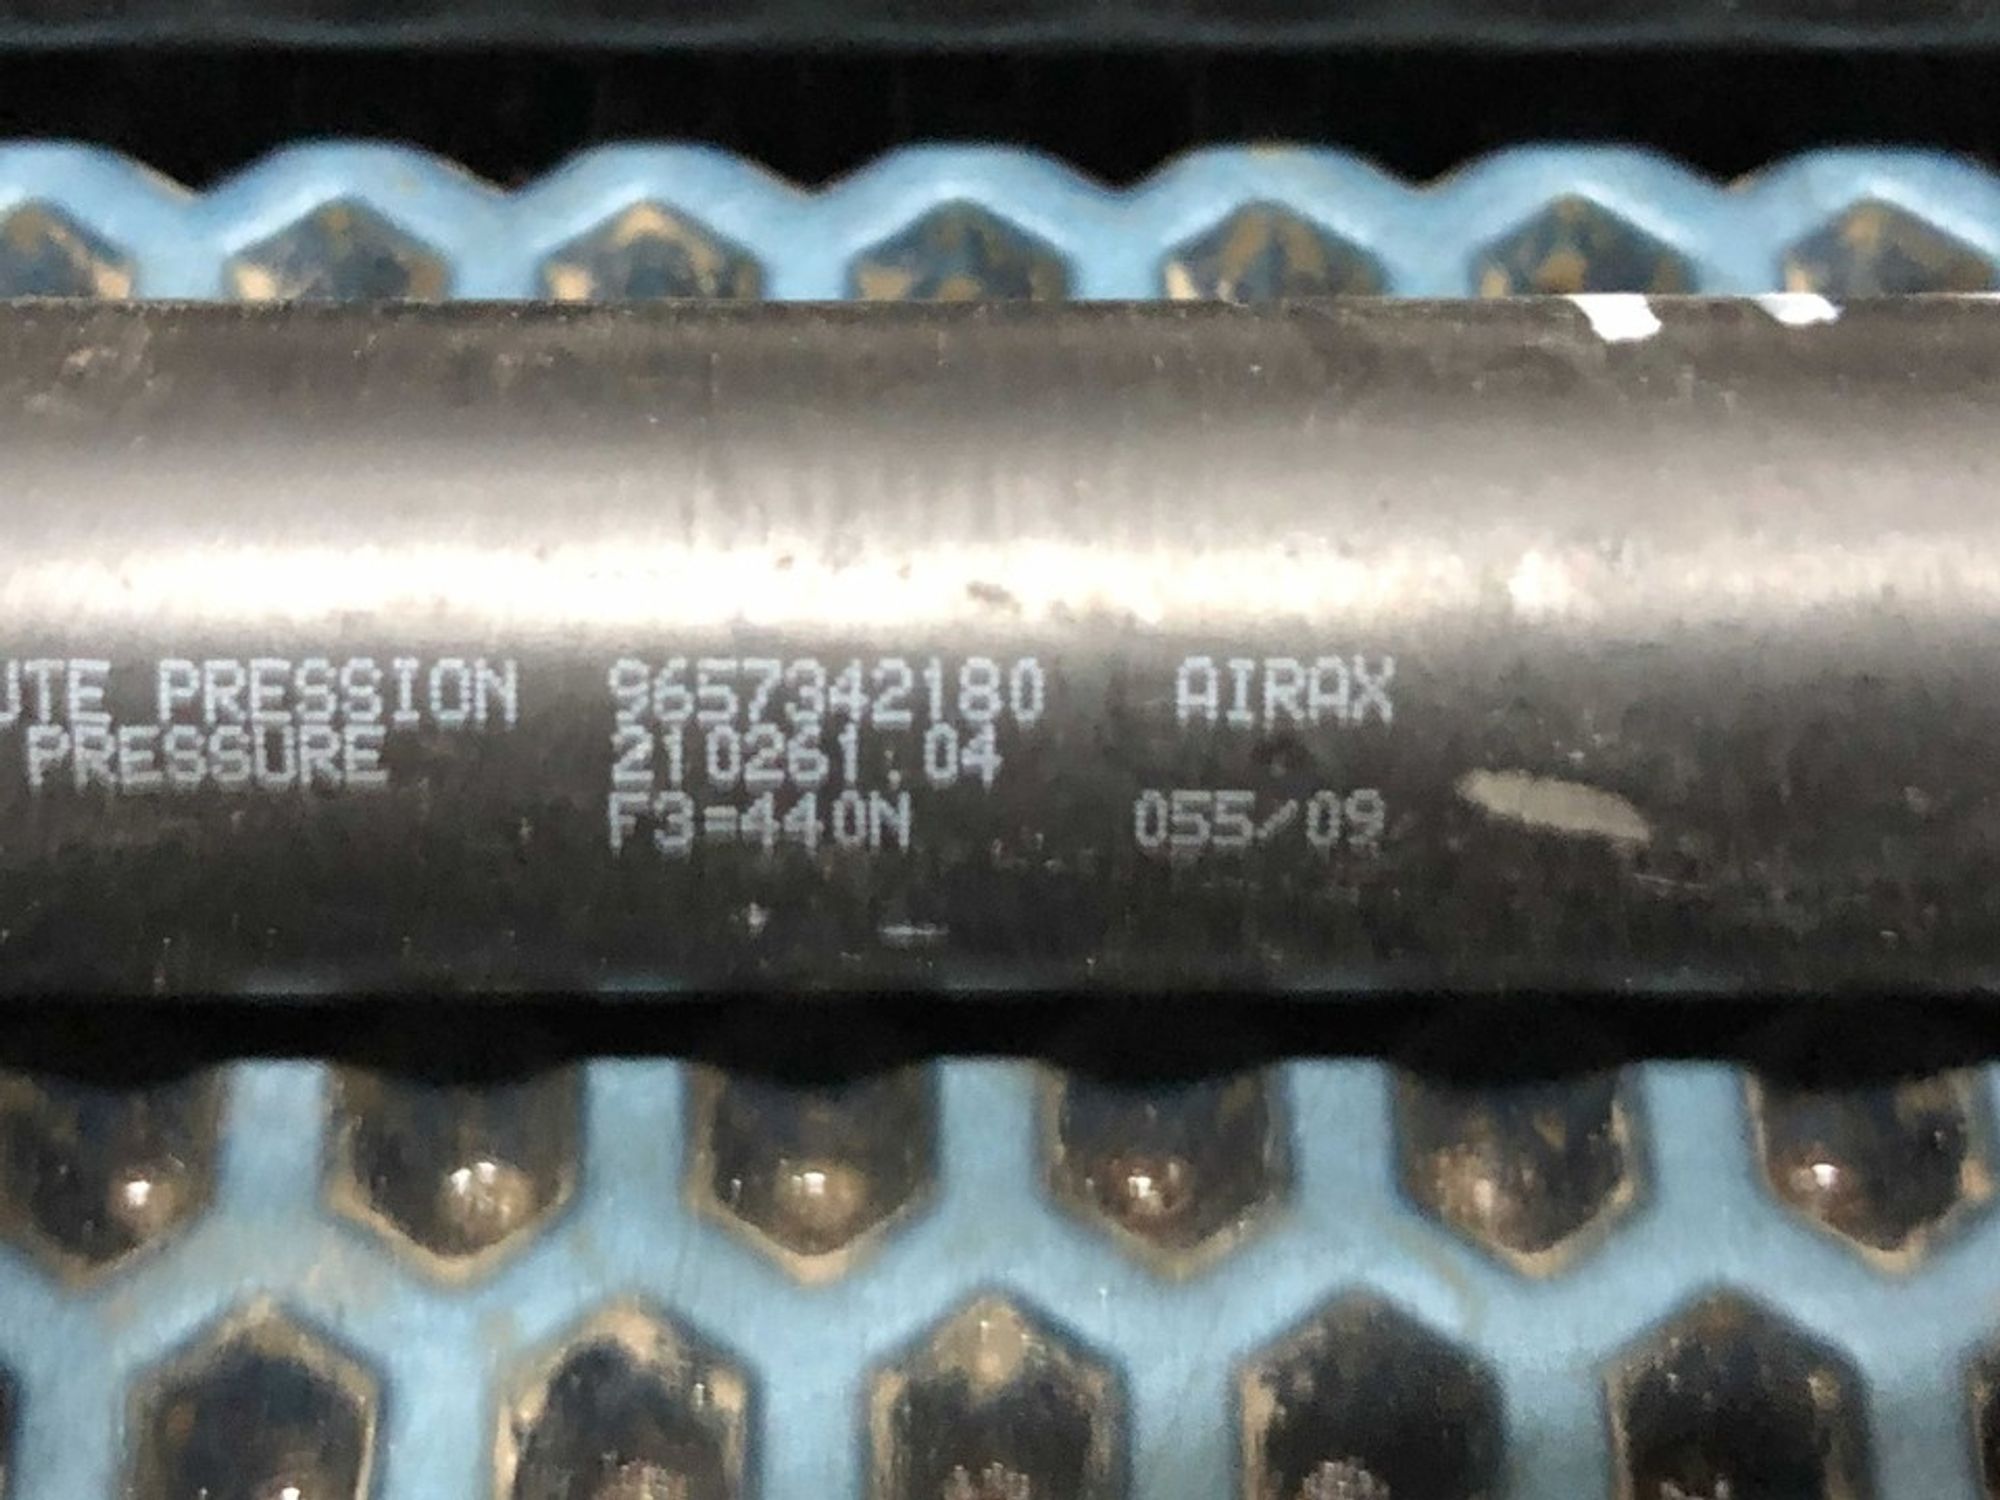 UTE PRESSION 9657342180 AIRAX
PRESSURE 210261.04
F3=440N 055/09